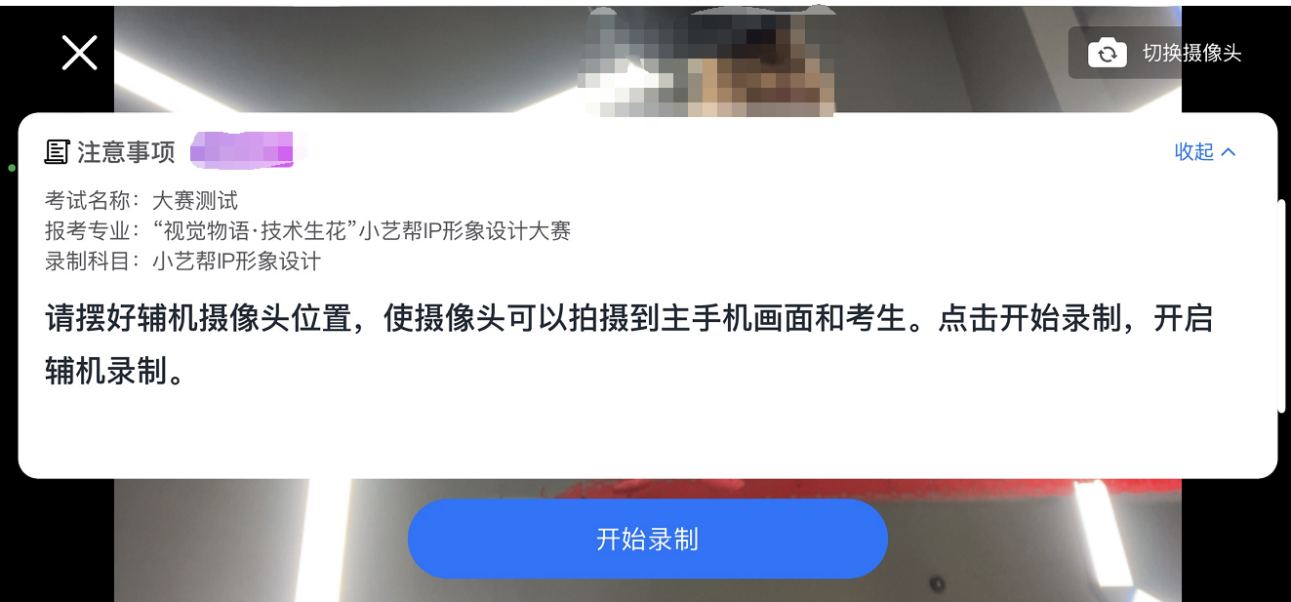 切换摄像头
注意事项
收起
考试名称：大赛测试
报考专业：“视觉物语·技术生花”小艺帮IP形象设计大赛
录制科目：小艺帮IP形象设计
请摆好辅机摄像头位置，使摄像头可以拍摄到主手机画面和考生。点击开始录制，开启
辅机录制。
开始录制